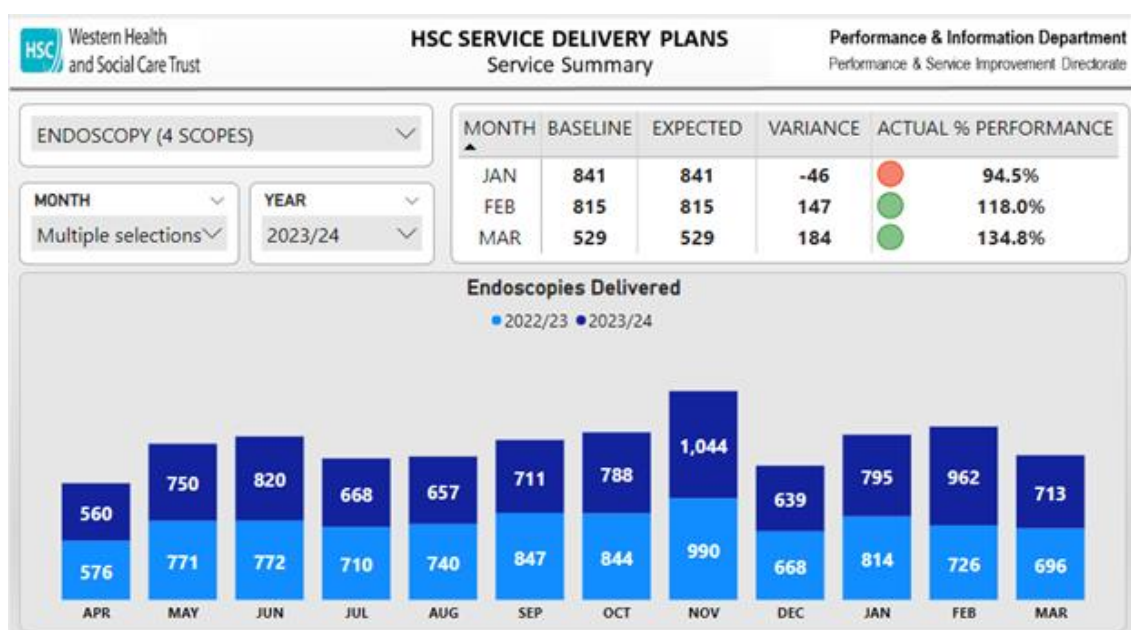 HSC Western Health
and Social Care Trust
HSC SERVICE DELIVERY PLANS
Service Summary
Performance & Information Department
Performance & Service Improvement Directorate
ENDOSCOPY (4 SCOPES)
MONTH
Multiple selections
YEAR
2023/24
MONTH BASELINE EXPECTED VARIANCE ACTUAL % PERFORMANCE
JAN 841 841 -46 94.5%
FEB 815 815 147 118.0%
MAR 529 529 184 134.8%
Endoscopies Delivered
2022/23 2023/24
560 750 820 668 657 711 788 1,044 639 795 962 713
576 771 772 710 740 847 844 990 668 814 726 696
APR MAY JUN JUL AUG SEP OCT NOV DEC JAN FEB MAR